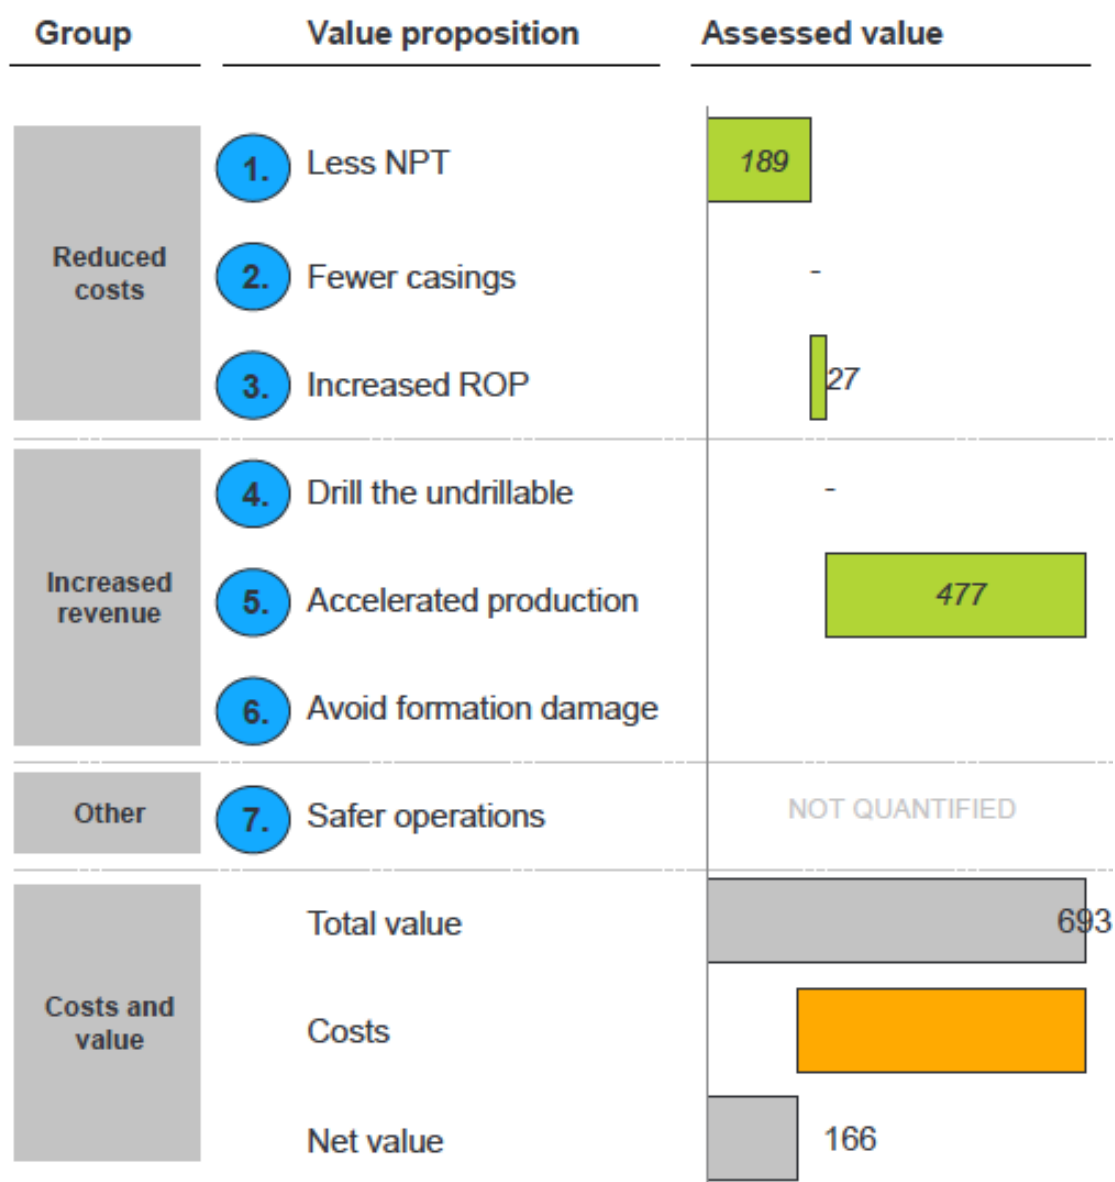 Group Value proposition Assessed value
1. Less NPT 189
Reduced
costs
2. Fewer casings -
3. Increased ROP 27
4. Drill the undrillable -
Increased
revenue
5. Accelerated production 477
6. Avoid formation damage
Other
7. Safer operations NOT QUANTIFIED
Total value 693
Costs and
value
Costs
Net value 166